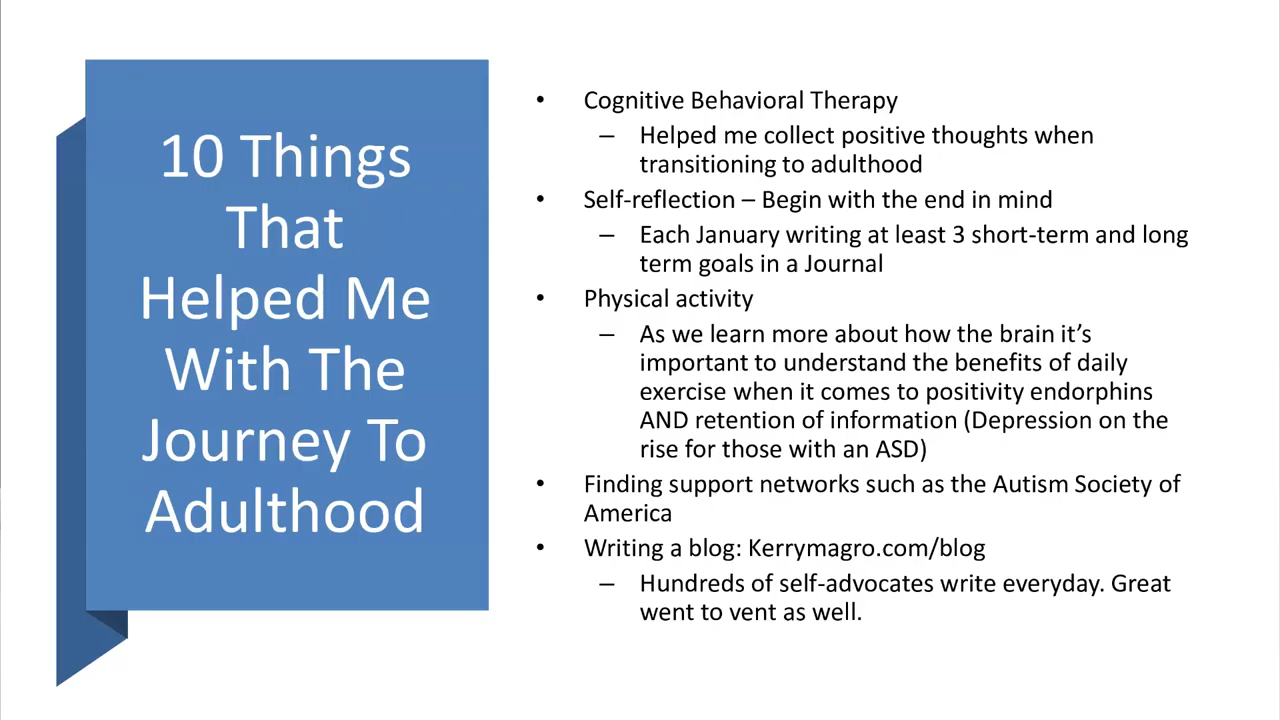 10 Things
That
Helped Me
With The
Journey To
Adulthood
• Cognitive Behavioral Therapy
– Helped me collect positive thoughts when
transitioning to adulthood
• Self-reflection – Begin with the end in mind
– Each January writing at least 3 short-term and long
term goals in a Journal
• Physical activity
– As we learn more about how the brain it’s
important to understand the benefits of daily
exercise when it comes to positivity endorphins
AND retention of information (Depression on the
rise for those with an ASD)
• Finding support networks such as the Autism Society of
America
• Writing a blog: Kerrymagro.com/blog
– Hundreds of self-advocates write everyday. Great
went to vent as well.